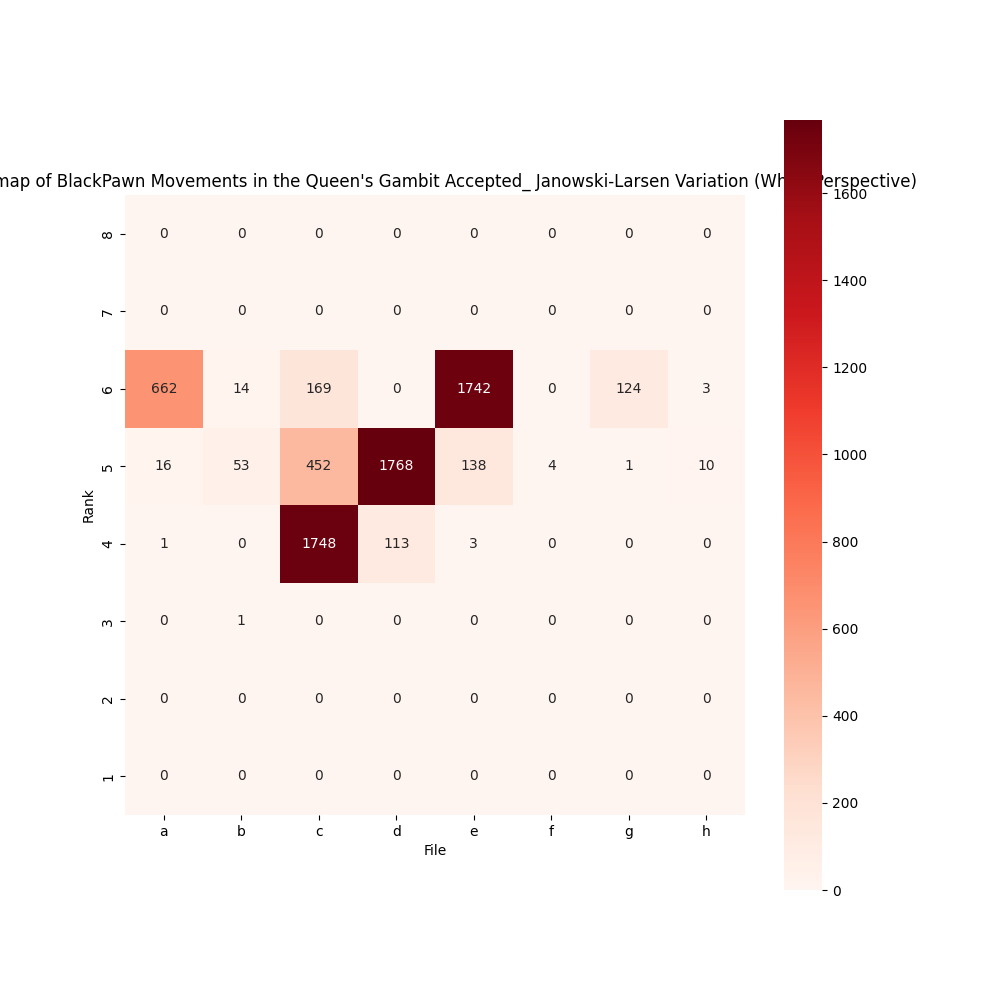 map of BlackPawn Movements in the Queen's Gambit Accepted_ Janowski-Larsen Variation (Wh Perspective)
8 0 0 0 0 0 0 0 0
7 0 0 0 0 0 0 0 0
6 662 14 169 0 1742 0 124 3
5 16 53 452 1768 138 4 1 10
4 1 0 1748 113 3 0 0 0
3 0 1 0 0 0 0 0 0
2 0 0 0 0 0 0 0 0
1 0 0 0 0 0 0 0 0
a b c d e f g h
File
Rank
1600
1400
1200
1000
800
600
400
200
0